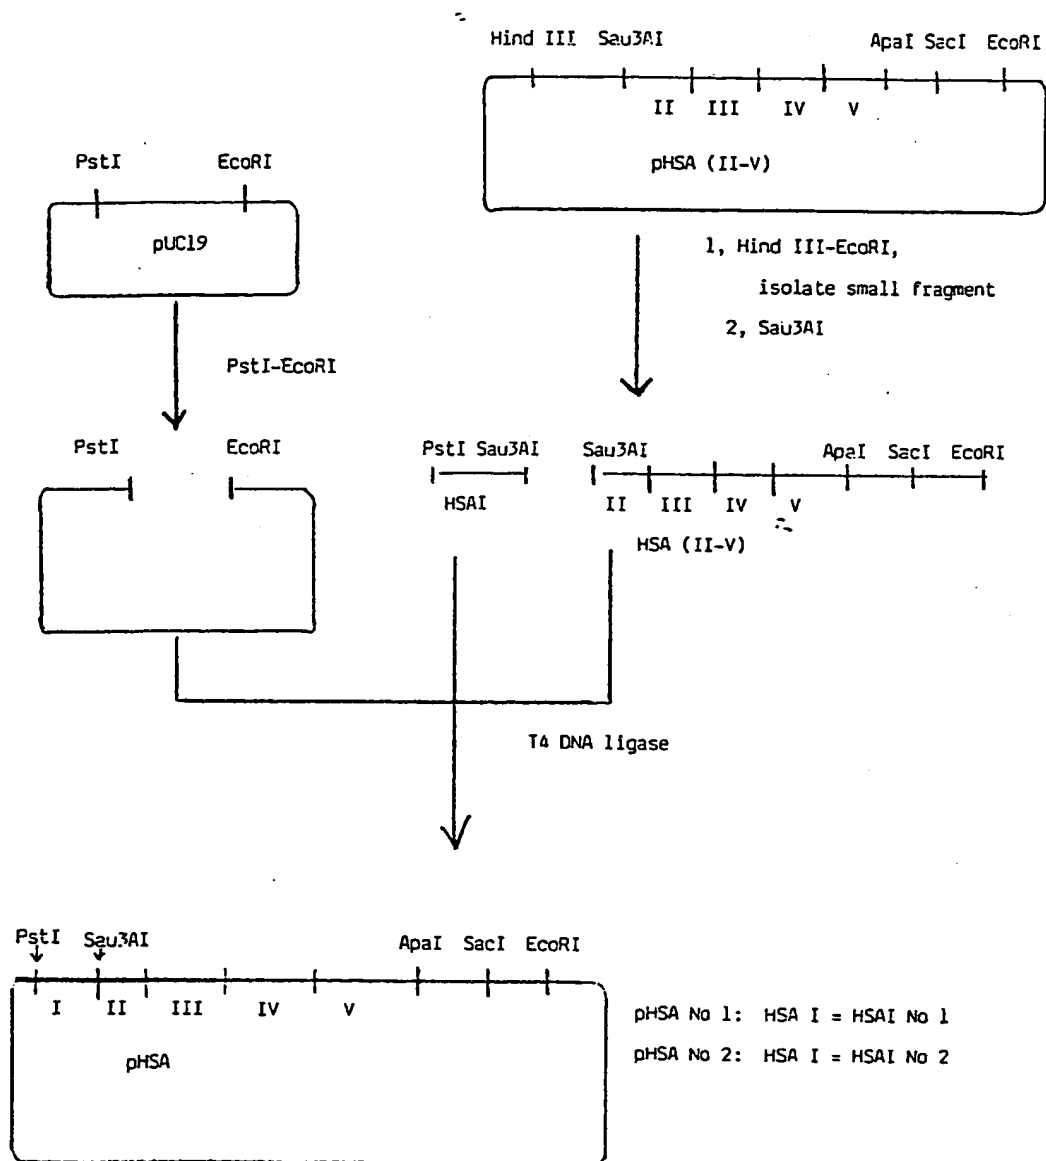 Hind III Sau3AI ApaI SacI EcoRI
II III IV V
pHSA (II-V)
PstI EcoRI
pUC19
1, Hind III-EcoRI,
isolate small fragment
2, Sau3AI
PstI-EcoRI
PstI EcoRI
PstI Sau3AI Sau3AI ApaI SacI EcoRI
HSAI II III IV V
HSA (II-V)
T4 DNA ligase
PstI Sau3AI ApaI SacI EcoRI
I II III IV V
pHSA
pHSA No 1: HSA I = HSAI No 1
pHSA No 2: HSA I = HSAI No 2